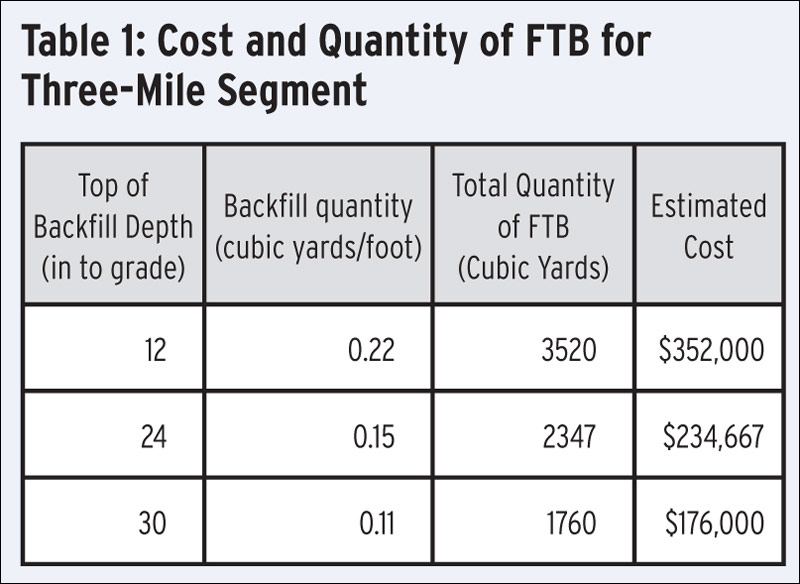 Table 1: Cost and Quantity of FTB for
Three-Mile Segment
Top of
Backfill Depth
(in to grade)
Backfill quantity
(cubic yards/foot)
Total Quantity
of FTB
(Cubic Yards)
Estimated
Cost
12 0.22 3520 $352,000
24 0.15 2347 $234,667
30 0.11 1760 $176,000